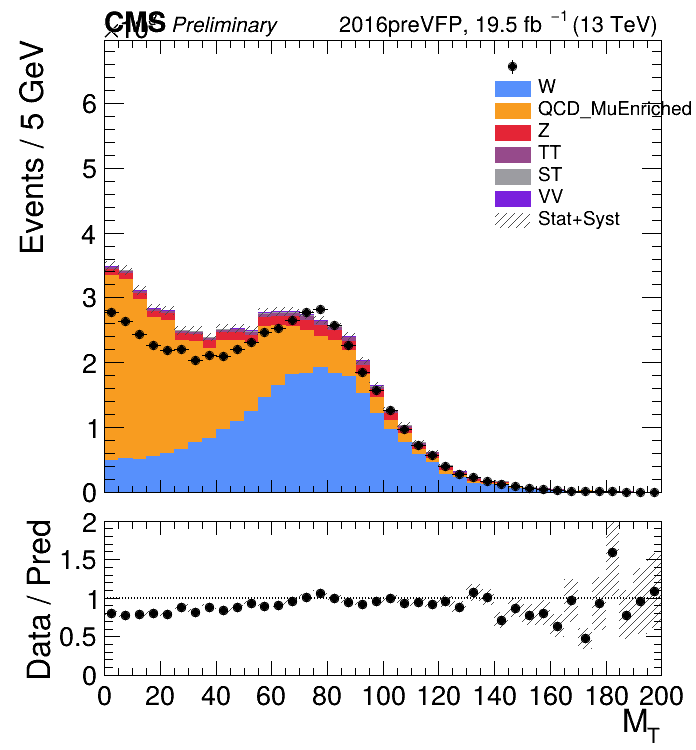 CMS Preliminary 2016preVFP, 19.5 fb⁻¹ (13 TeV)
Events / 5 GeV
W
QCD_MuEnriched
Z
TT
ST
VV
Stat+Syst
6
5
4
3
2
1
0
Data / Pred
2
1.5
1
0.5
0
0 20 40 60 80 100 120 140 160 180 200
M_T